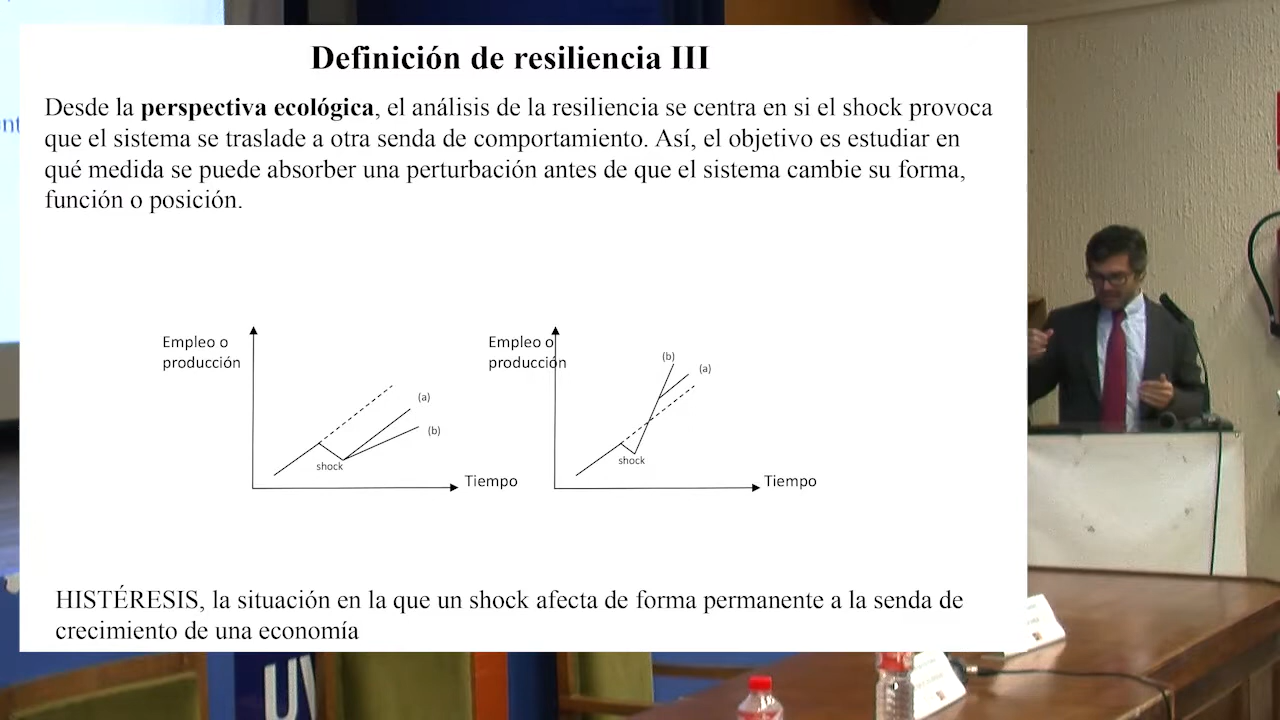 Definición de resiliencia III
Desde la perspectiva ecológica, el análisis de la resiliencia se centra en si el shock provoca
que el sistema se traslade a otra senda de comportamiento. Así, el objetivo es estudiar en
qué medida se puede absorber una perturbación antes de que el sistema cambie su forma,
función o posición.
Empleo o
producción
(a)
(b)
shock
Tiempo
Empleo o
producción
(b)
(a)
shock
Tiempo
HISTÉRESIS, la situación en la que un shock afecta de forma permanente a la senda de
crecimiento de una economía